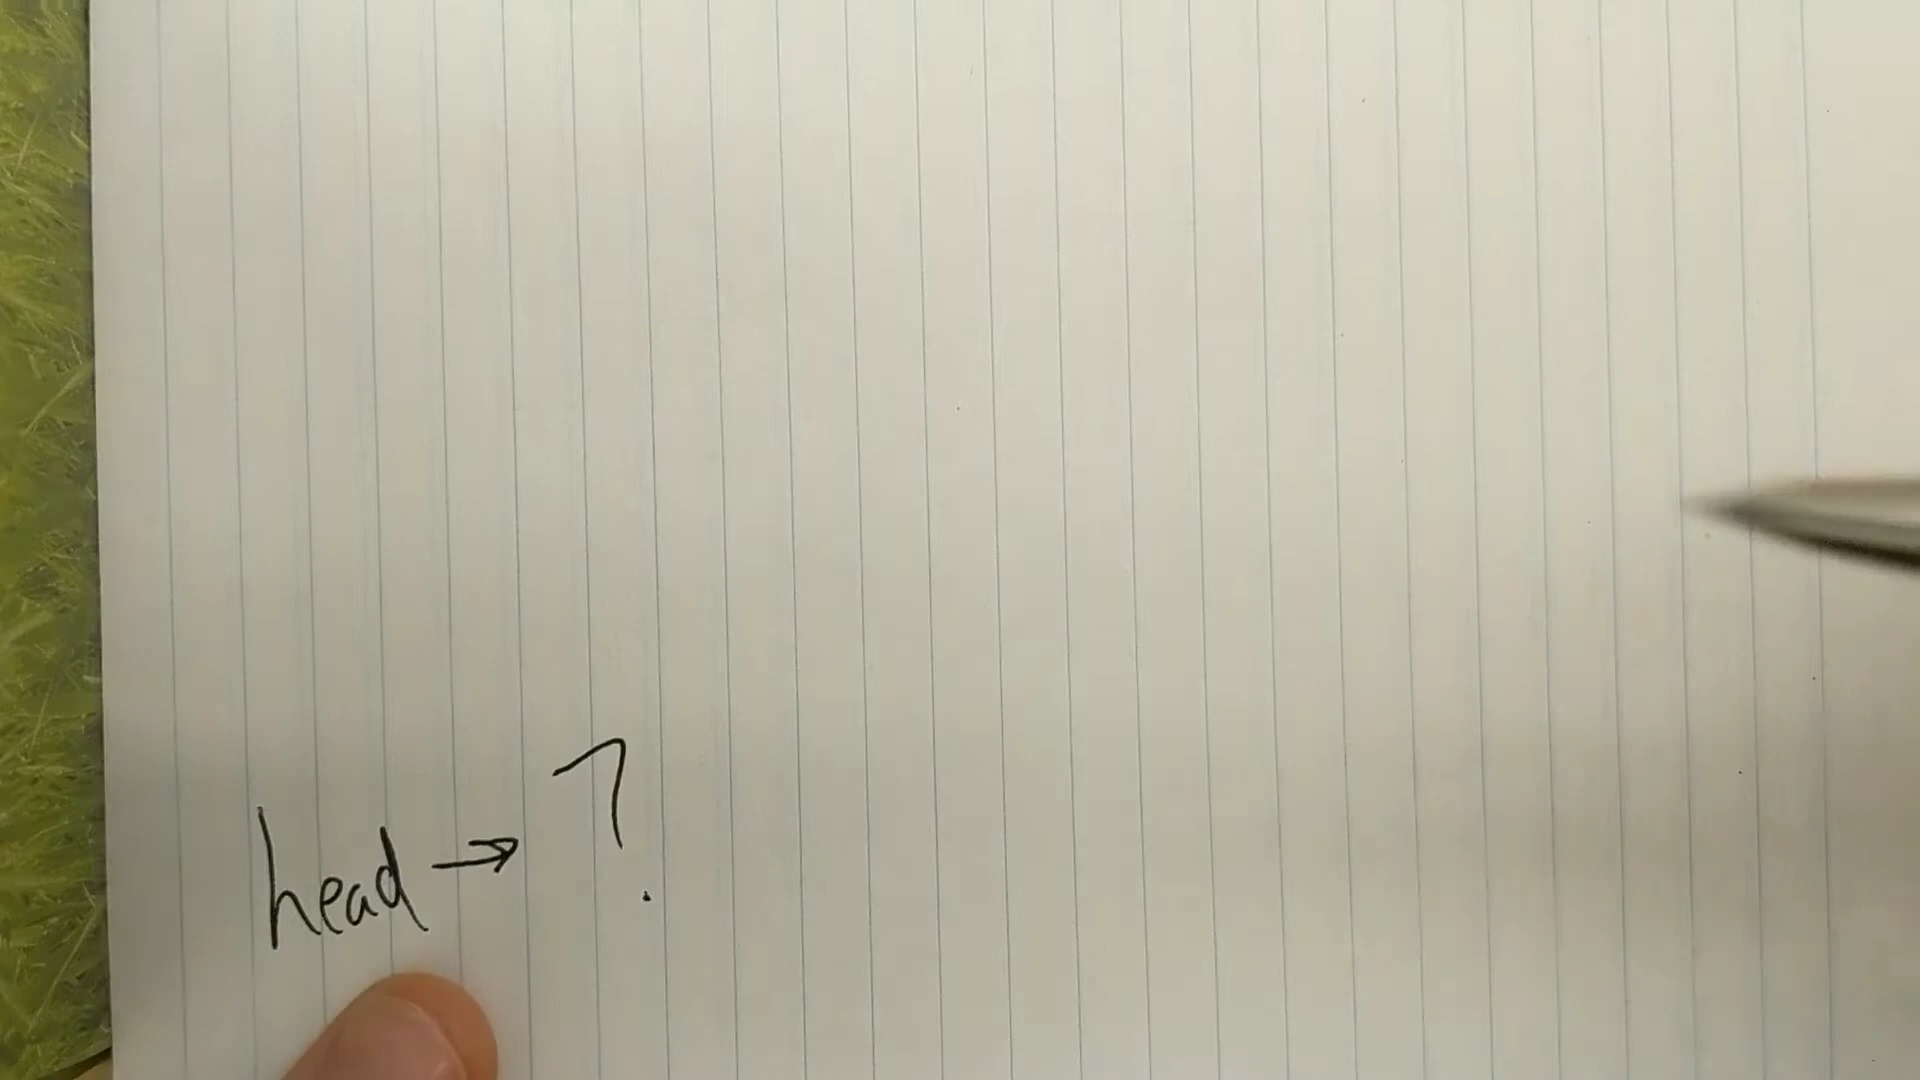 head → ?